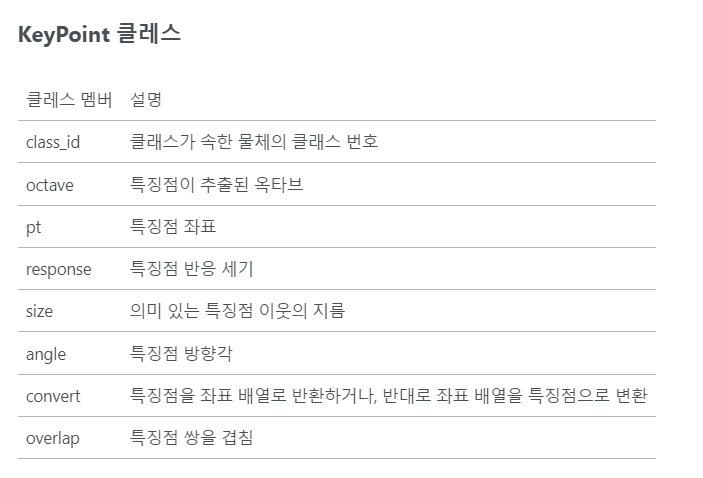 KeyPoint 클레스
클레스 멤버 설명
class_id 클래스가 속한 물체의 클래스 번호
octave 특징점이 추출된 옥타브
pt 특징점 좌표
response 특징점 반응 세기
size 의미 있는 특징점 이웃의 지름
angle 특징점 방향각
convert 특징점을 좌표 배열로 반환하거나, 반대로 좌표 배열을 특징점으로 변환
overlap 특징점 쌍을 겹침